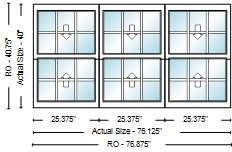 RO - 40.75"
Actual Size - 40"
25.375" 25.375" 25.375"
Actual Size - 76.125"
RO - 76.875"